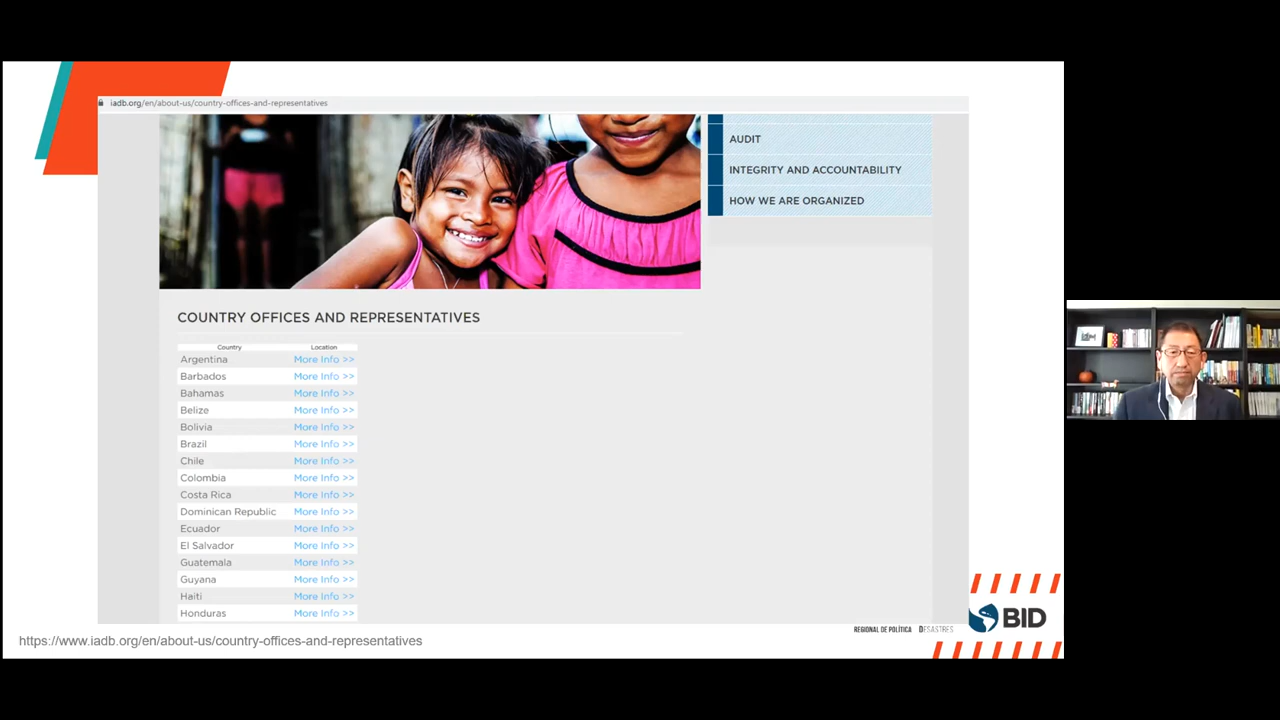 iadb.org/en/about-us/country-offices-and-representatives
AUDIT
INTEGRITY AND ACCOUNTABILITY
HOW WE ARE ORGANIZED
COUNTRY OFFICES AND REPRESENTATIVES
Country Location
Argentina More Info >>
Barbados More Info >>
Bahamas More Info >>
Belize More Info >>
Bolivia More Info >>
Brazil More Info >>
Chile More Info >>
Colombia More Info >>
Costa Rica More Info >>
Dominican Republic More Info >>
Ecuador More Info >>
El Salvador More Info >>
Guatemala More Info >>
Guyana More Info >>
Haiti More Info >>
Honduras More Info >>
REGIONAL DE POLÍTICA DESASTRES
BID
https://www.iadb.org/en/about-us/country-offices-and-representatives